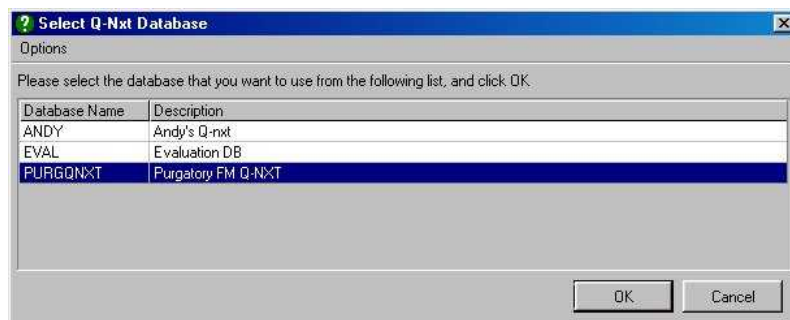 Select Q-Nxt Database
Options
Please select the database that you want to use from the following list, and click OK
Database Name Description
ANDY Andy's Q-nxt
EVAL Evaluation DB
PURGQNXT Purgatory FM Q-NXT
OK Cancel